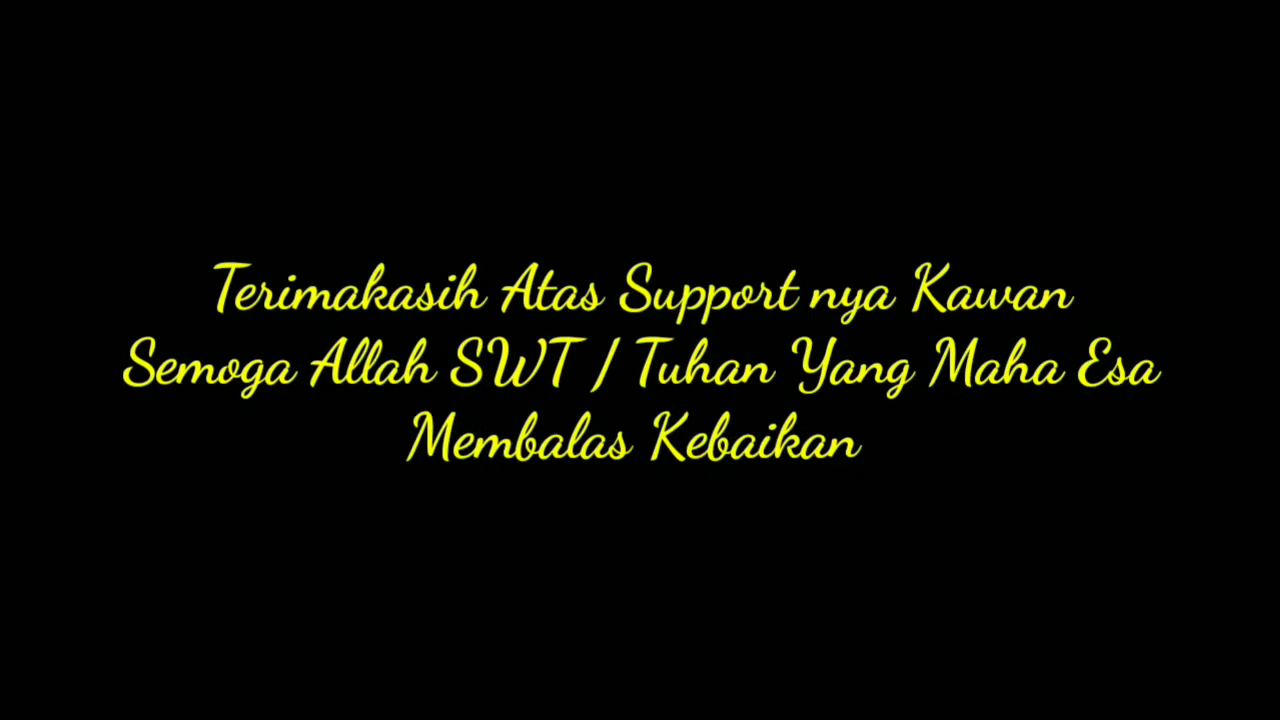 Terimakasih Atas Support nya Kawan
Semoga Allah SWT / Tuhan Yang Maha Esa
Membalas Kebaikan